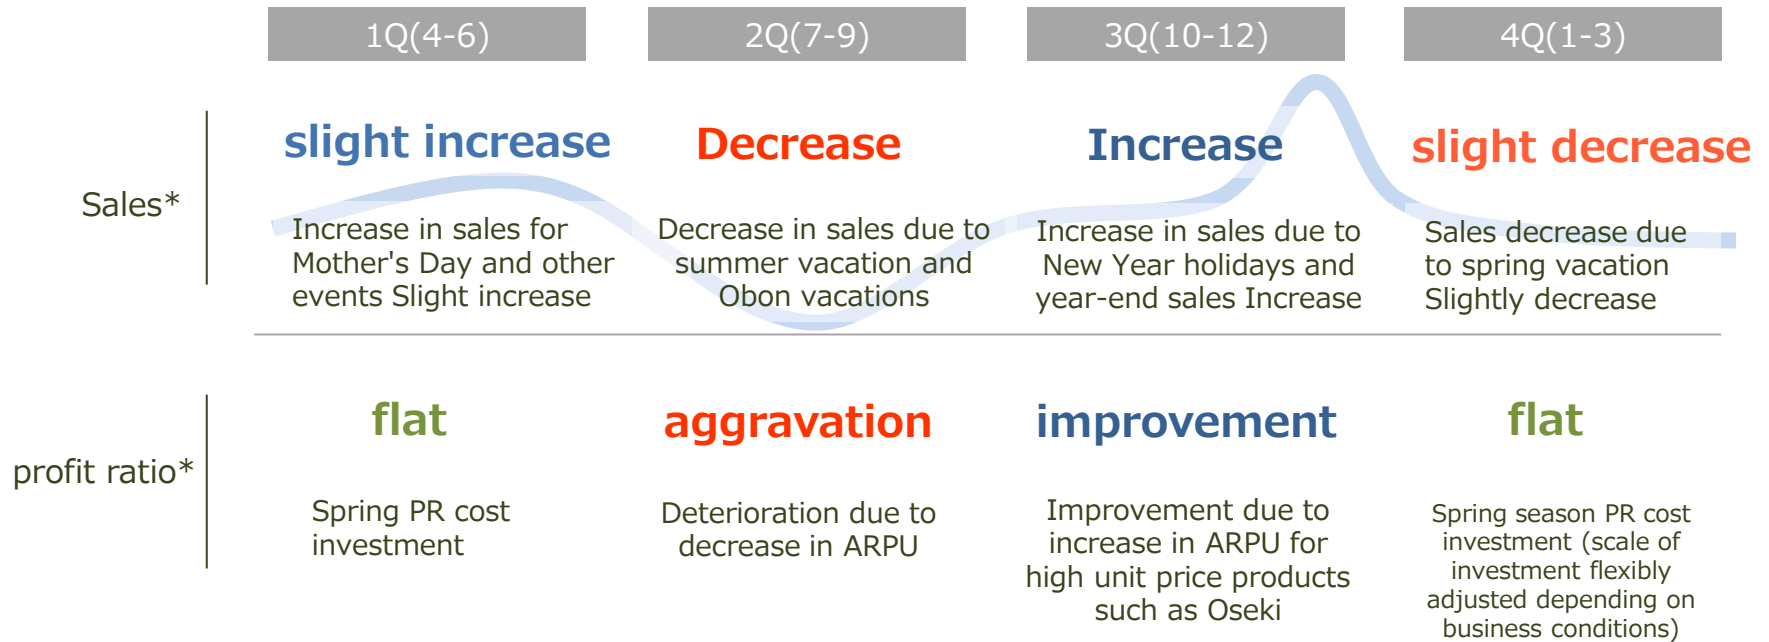 1Q(4-6)
2Q(7-9)
3Q(10-12)
4Q(1-3)
Sales*
slight increase
Increase in sales for
Mother's Day and other
events Slight increase
Decrease
Decrease in sales due to
summer vacation and
Obon vacations
Increase
Increase in sales due to
New Year holidays and
year-end sales Increase
slight decrease
Sales decrease due
to spring vacation
Slightly decrease
profit ratio*
flat
Spring PR cost
investment
aggravation
Deterioration due to
decrease in ARPU
improvement
Improvement due to
increase in ARPU for
high unit price products
such as Oseki
flat
Spring season PR cost
investment (scale of
investment flexibly
adjusted depending on
business conditions)